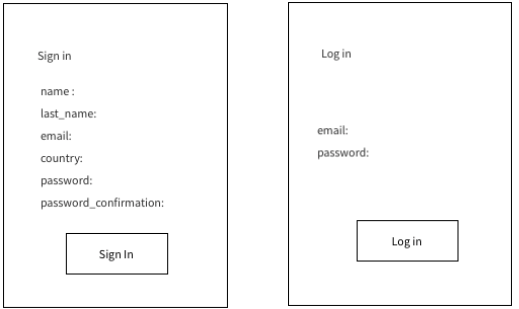 Sign in
name :
last_name:
email:
country:
password:
password_confirmation:
Sign In
Log in
email:
password:
Log in